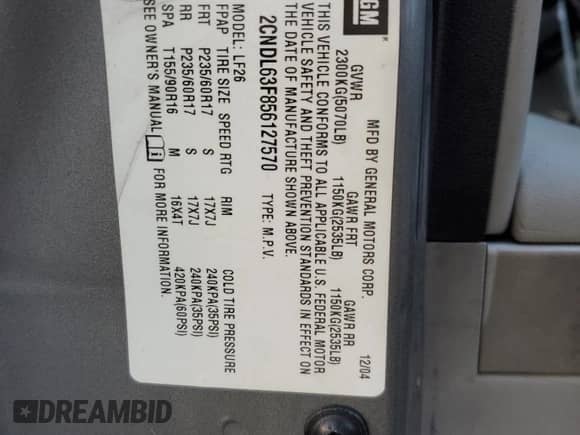 GM
MFD BY GENERAL MOTORS CORP. 12/04
GVWR GAWR FRT GAWR RR
2300KG(5070LB) 1150KG(2535LB) 1150KG(2535LB)
THIS VEHICLE CONFORMS TO ALL APPLICABLE U.S. FEDERAL MOTOR
VEHICLE SAFETY AND THEFT PREVENTION STANDARDS IN EFFECT ON
THE DATE OF MANUFACTURE SHOWN ABOVE.
2CNDL63F856127570 TYPE: M.P.V.
MODEL: LF26
FPAP TIRE SIZE SPEED RTG RIM COLD TIRE PRESSURE
FRT P235/60R17 S 17X7J 240KPA(35PSI)
RR P235/60R17 S 17X7J 240KPA(35PSI)
SPA T155/90R16 M 16X4T 420KPA(60PSI)
SEE OWNER'S MANUAL i FOR MORE INFORMATION.
DREAMBID